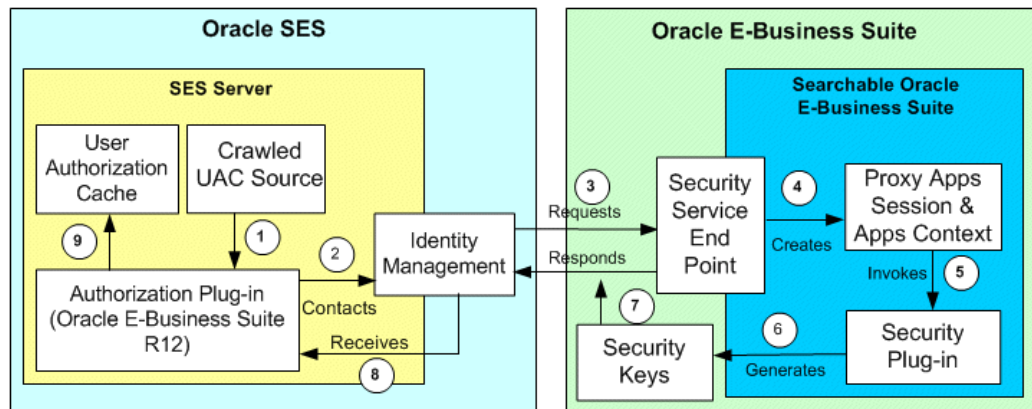 Oracle SES
SES Server
User
Authorization
Cache
Crawled
UAC Source
9
1
2
Contacts
Authorization Plug-in
(Oracle E-Business Suite
R12)
Receives
8
Identity
Management
3
Requests
Responds
7
Oracle E-Business Suite
Searchable Oracle
E-Business Suite
Security
Service
End
Point
4
Creates
Proxy Apps
Session &
Apps Context
Invokes
5
Security
Plug-in
6
Generates
Security
Keys